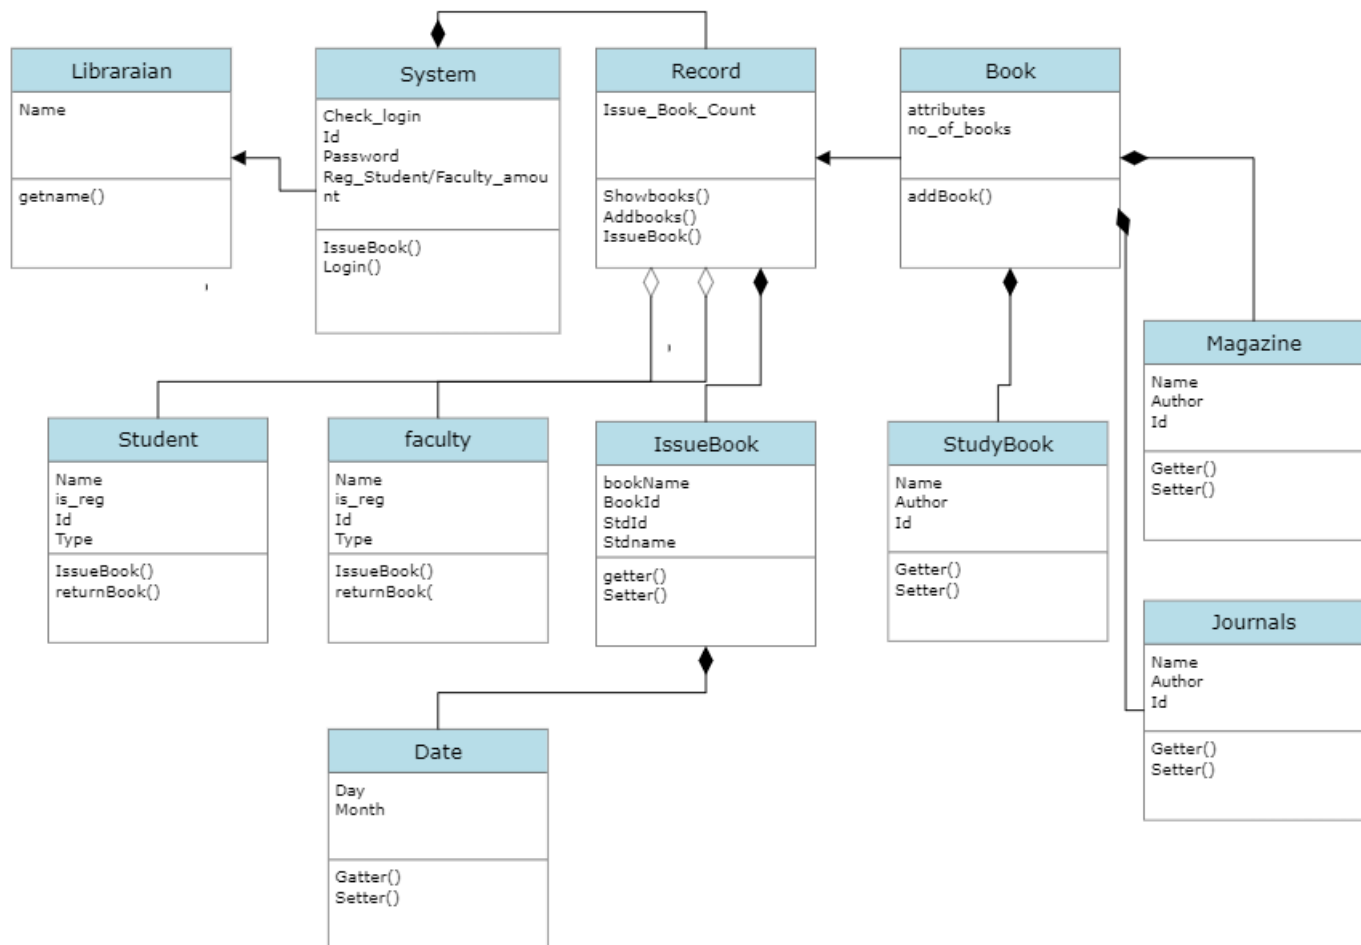 Libraraian
Name
getname()
System
Check_login
Id
Password
Reg_Student/Faculty_amou
nt
IssueBook()
Login()
Record
Issue_Book_Count
Showbooks()
Addbooks()
IssueBook()
Book
attributes
no_of_books
addBook()
Magazine
Name
Author
Id
Getter()
Setter()
Student
Name
is_reg
Id
Type
IssueBook()
returnBook()
faculty
Name
is_reg
Id
Type
IssueBook()
returnBook(
IssueBook
bookName
BookId
StdId
Stdname
getter()
Setter()
StudyBook
Name
Author
Id
Getter()
Setter()
Journals
Name
Author
Id
Getter()
Setter()
Date
Day
Month
Gatter()
Setter()